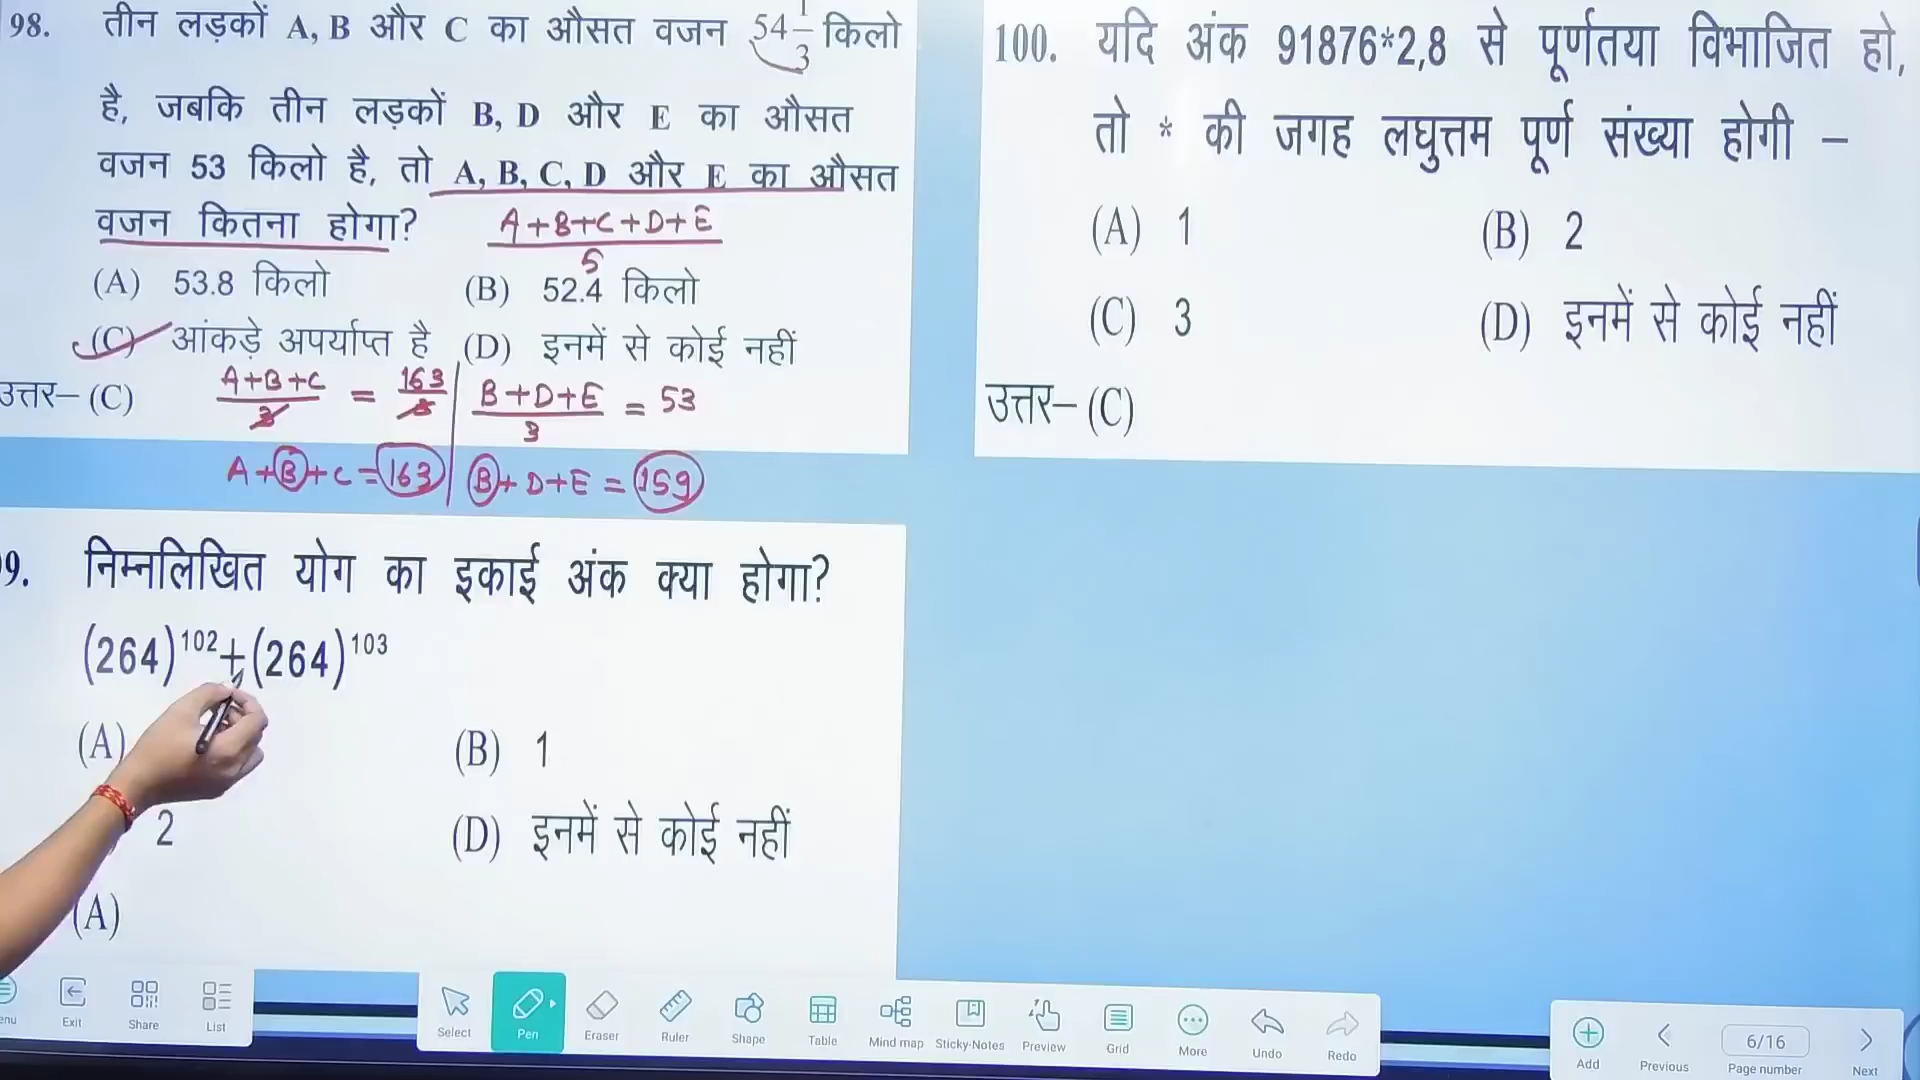 98. तीन लड़कों A, B और C का औसत वजन 54 1/3 किलो
है, जबकि तीन लड़कों B, D और E का औसत
वजन 53 किलो है, तो A, B, C, D और E का औसत
वजन कितना होगा?
A+B+C+D+E
5
(A) 53.8 किलो (B) 52.4 किलो
(C) आंकड़े अपर्याप्त है (D) इनमें से कोई नहीं
उत्तर– (C)
A+B+C/3 = 163/3
B+D+E/3 = 53
A+B+C=163
B+D+E = 159
9. निम्नलिखित योग का इकाई अंक क्या होगा?
(264)^102+(264)^103
(A)
(B) 1
2
(D) इनमें से कोई नहीं
(A)
100. यदि अंक 91876*2,8 से पूर्णतया विभाजित हो,
तो * की जगह लघुत्तम पूर्ण संख्या होगी –
(A) 1 (B) 2
(C) 3 (D) इनमें से कोई नहीं
उत्तर– (C)
enu Exit Share List
Select Pen Eraser Ruler Shape Table Mind map Sticky-Notes Preview Grid More Undo Redo
Add Previous 6/16 Page number Next